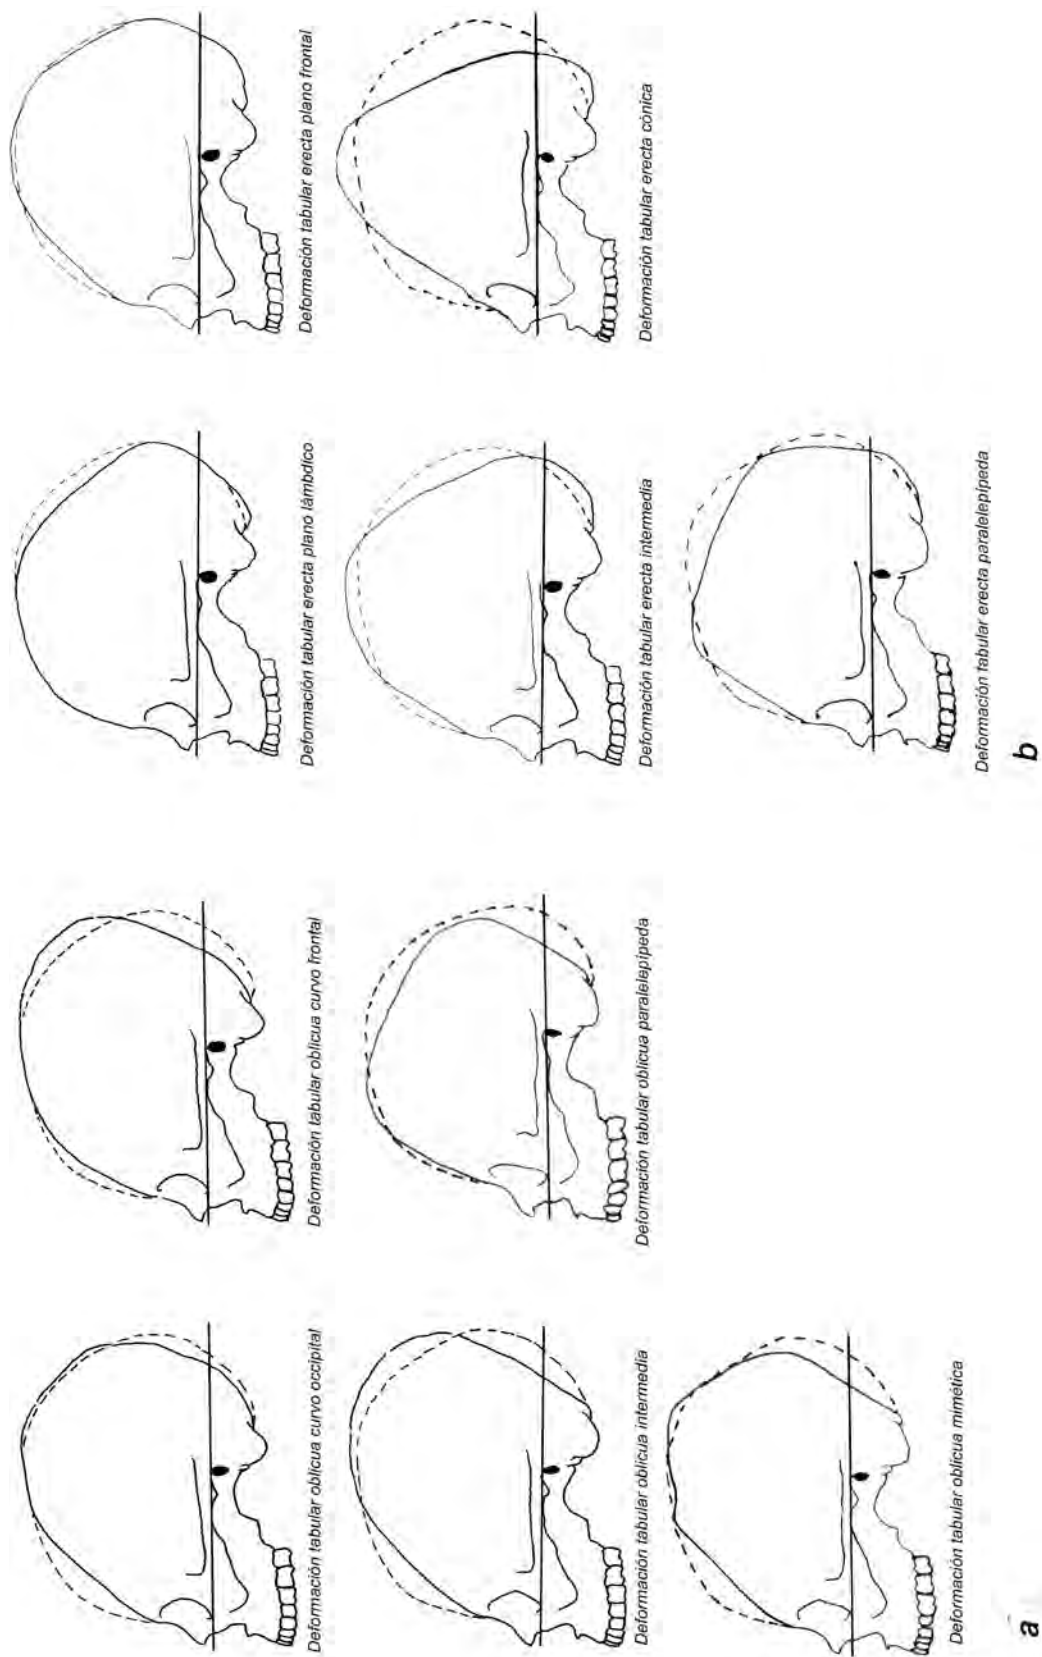 Deformación tabular oblicua curvo occipital
Deformación tabular oblicua curvo frontal
Deformación tabular erecta plano lámbdico
Deformación tabular erecta plano frontal
Deformación tabular oblicua intermedia
Deformación tabular oblicua paralelepípeda
Deformación tabular erecta intermedia
Deformación tabular erecta cónica
Deformación tabular oblicua mimética
Deformación tabular erecta paralelepípeda
a
b